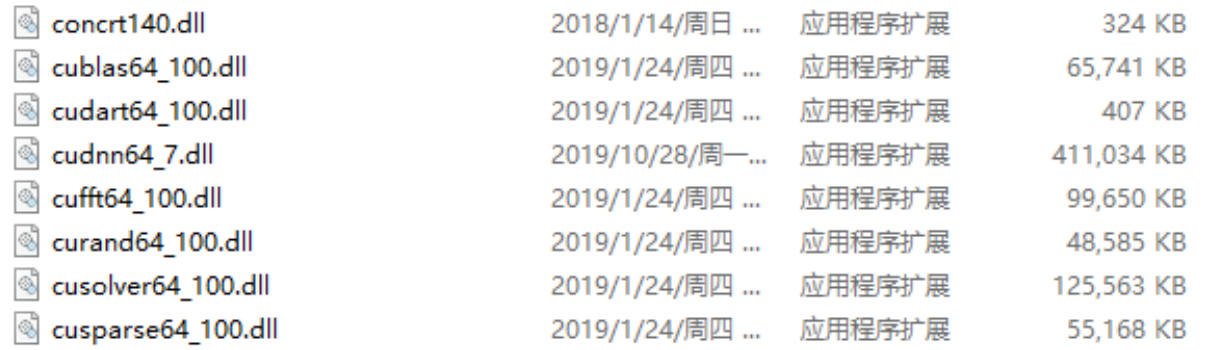 concrt140.dll 2018/1/14/周日 ... 应用程序扩展 324 KB
cublas64_100.dll 2019/1/24/周四 ... 应用程序扩展 65,741 KB
cudart64_100.dll 2019/1/24/周四 ... 应用程序扩展 407 KB
cudnn64_7.dll 2019/10/28/周一... 应用程序扩展 411,034 KB
cufft64_100.dll 2019/1/24/周四 ... 应用程序扩展 99,650 KB
curand64_100.dll 2019/1/24/周四 ... 应用程序扩展 48,585 KB
cusolver64_100.dll 2019/1/24/周四 ... 应用程序扩展 125,563 KB
cusparse64_100.dll 2019/1/24/周四 ... 应用程序扩展 55,168 KB